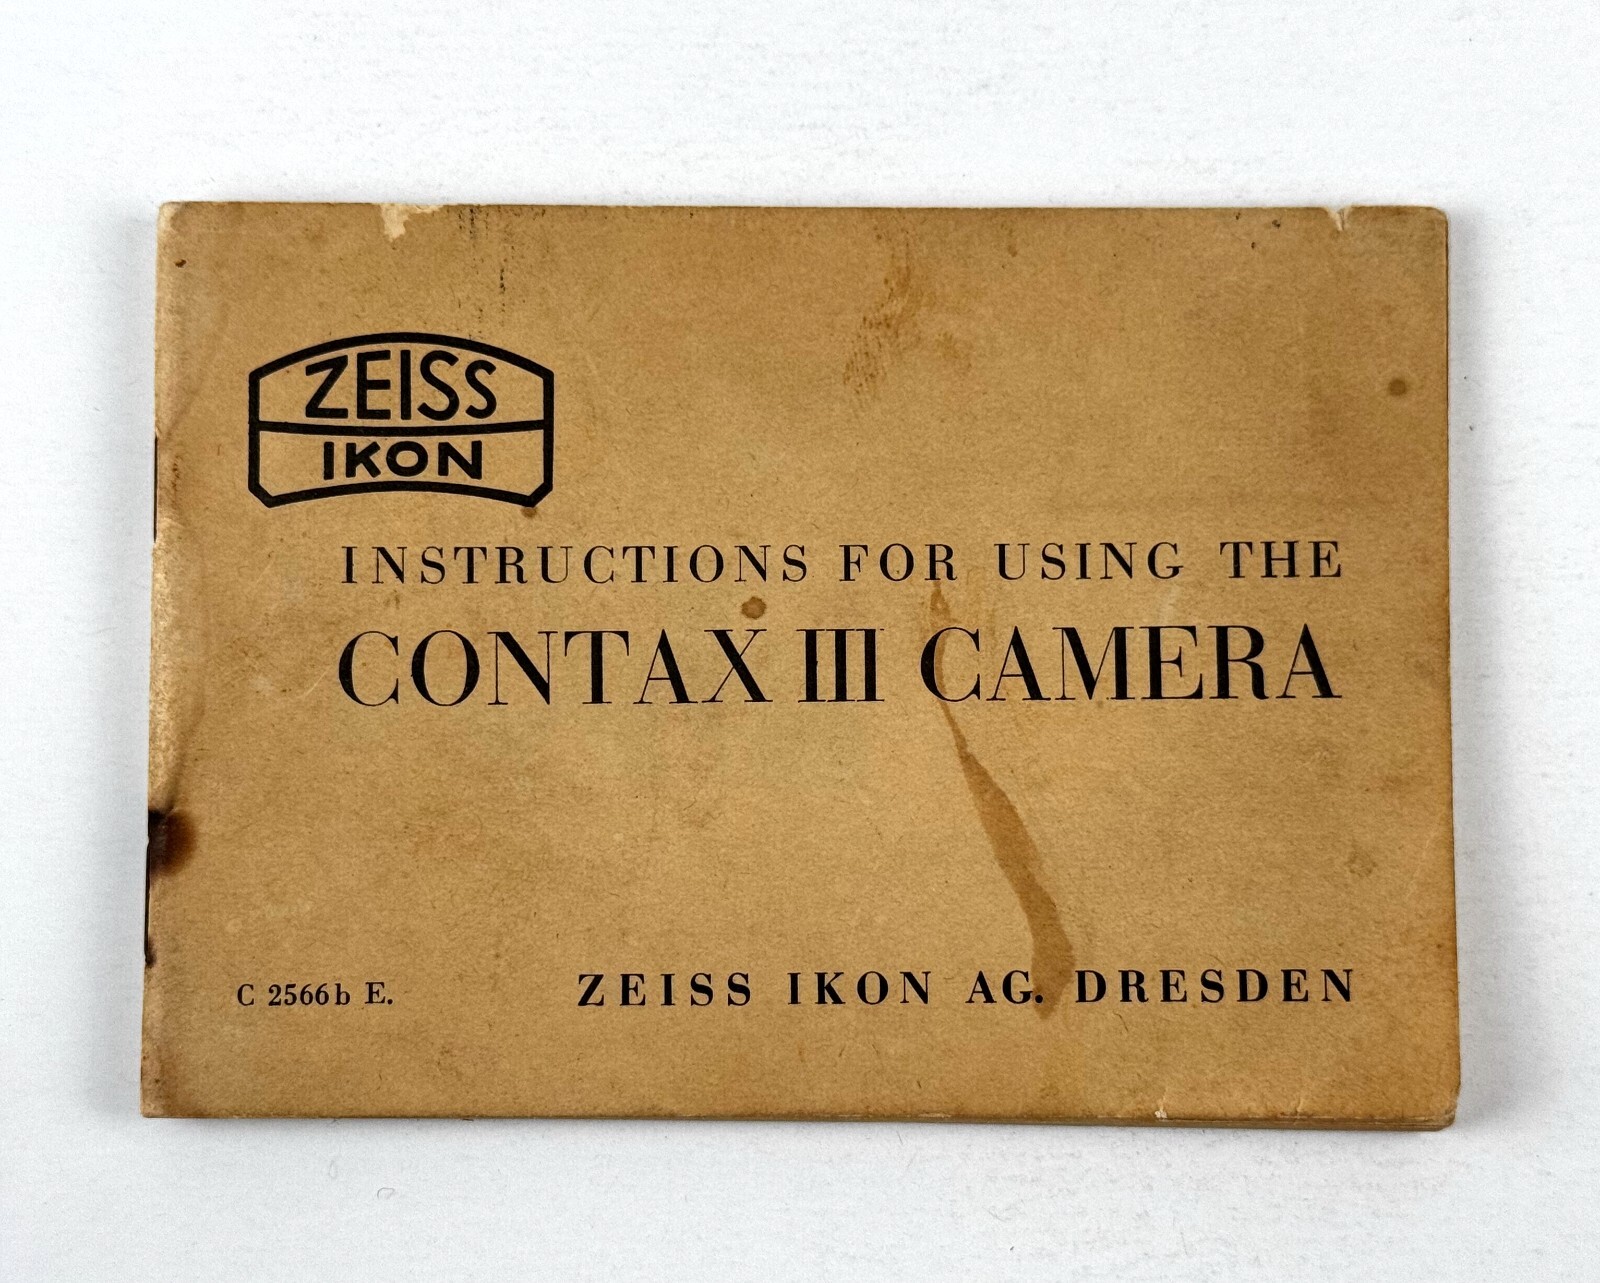 ZEISS
IKON
INSTRUCTIONS FOR USING THE
CONTAX III CAMERA
C 2566b E.
ZEISS IKON AG. DRESDEN